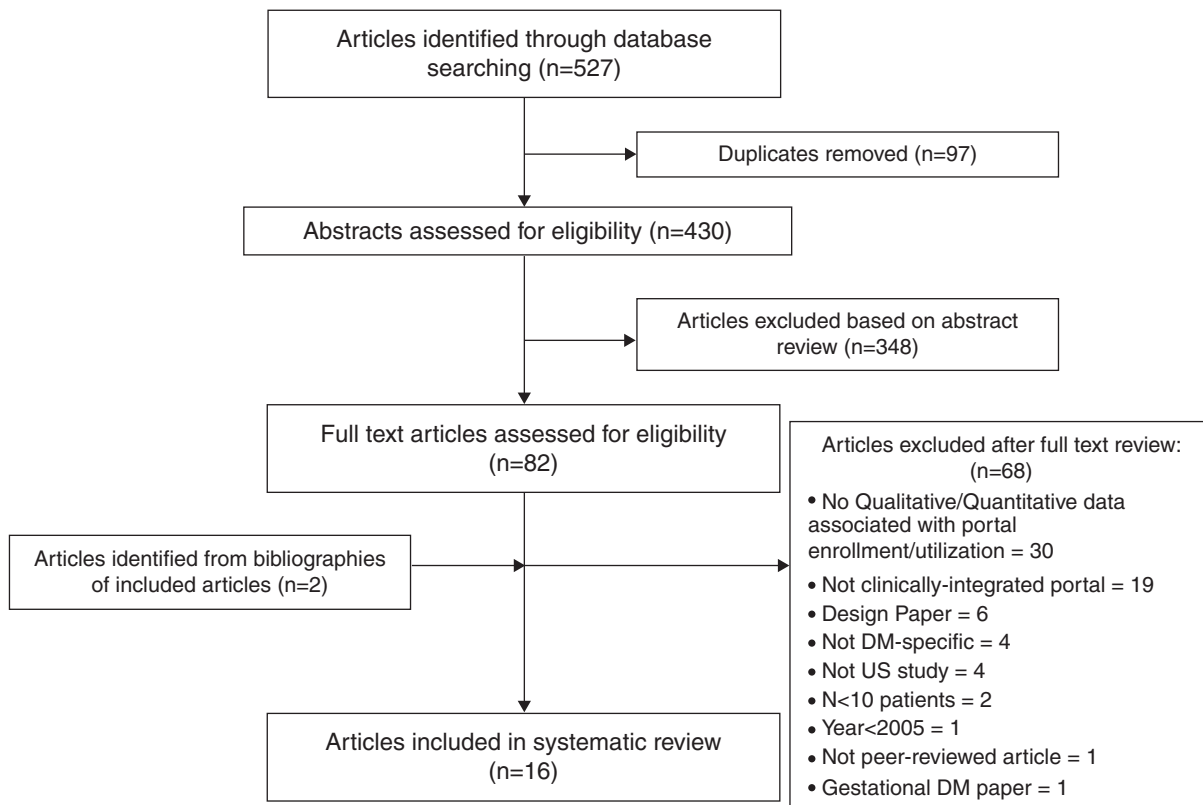 Articles identified through database
searching (n=527)
Duplicates removed (n=97)
Abstracts assessed for eligibility (n=430)
Articles excluded based on abstract
review (n=348)
Full text articles assessed for eligibility
(n=82)
Articles excluded after full text review:
(n=68)
• No Qualitative/Quantitative data
associated with portal
enrollment/utilization = 30
• Not clinically-integrated portal = 19
• Design Paper = 6
• Not DM-specific = 4
• Not US study = 4
• N<10 patients = 2
• Year<2005 = 1
• Not peer-reviewed article = 1
• Gestational DM paper = 1
Articles identified from bibliographies
of included articles (n=2)
Articles included in systematic review
(n=16)